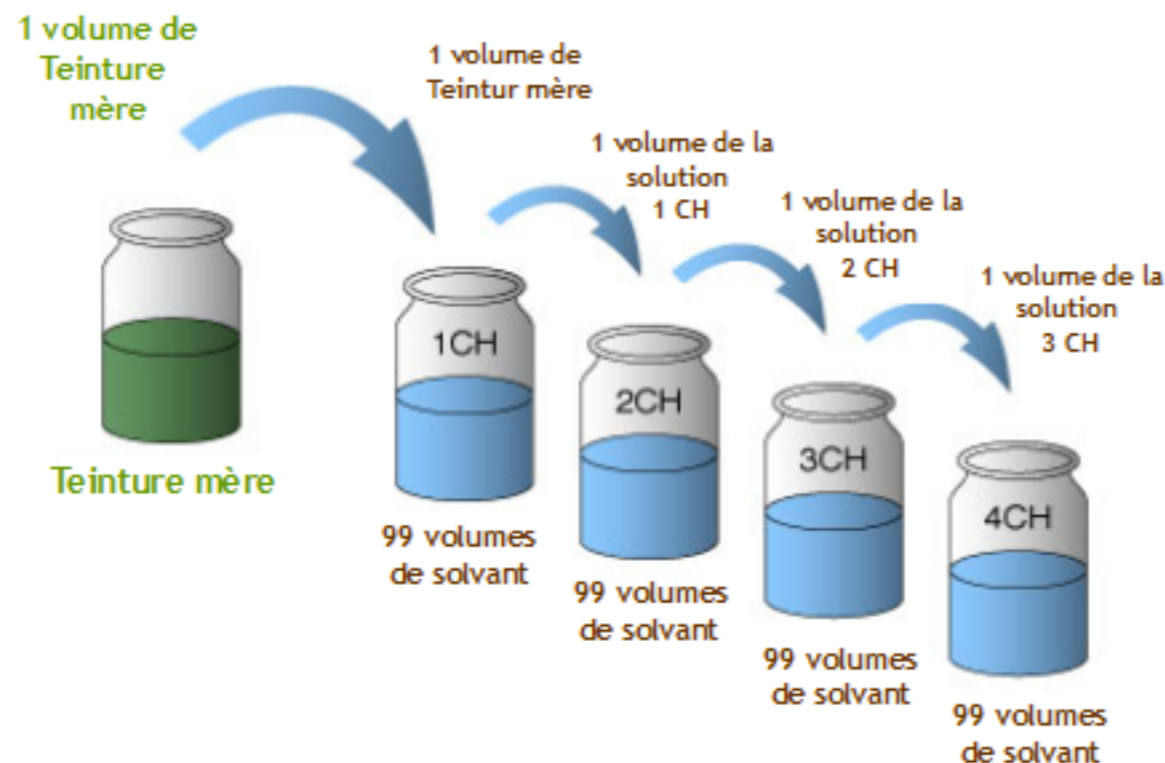 1 volume de
Teinture
mère
1 volume de
Teintur mère
1 volume de la
solution
1 CH
1 volume de la
solution
2 CH
1 volume de la
solution
3 CH
1CH
2CH
3CH
4CH
Teinture mère
99 volumes
de solvant
99 volumes
de solvant
99 volumes
de solvant
99 volumes
de solvant